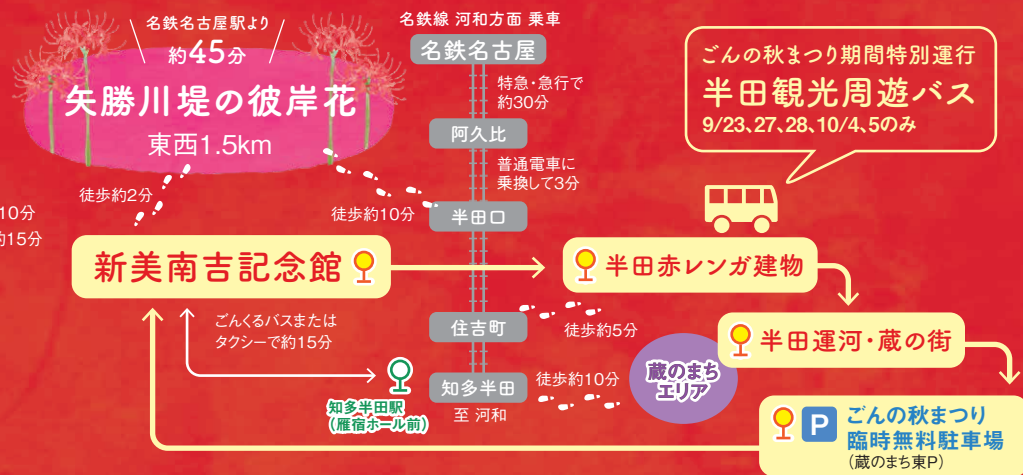 名鉄名古屋駅より
約45分
矢勝川堤の彼岸花
東西1.5km
徒歩約2分
10分
約15分
徒歩約10分
名鉄線 河和方面 乗車
名鉄名古屋
特急・急行で
約30分
阿久比
普通電車に
乗換して3分
半田口
住吉町
徒歩約5分
知多半田
至 河和
徒歩約10分
蔵のまち
エリア
ごんの秋まつり期間特別運行
半田観光周遊バス
9/23、27、28、10/4、5のみ
新美南吉記念館
半田赤レンガ建物
半田運河・蔵の街
P
ごんの秋まつり
臨時無料駐車場
(蔵のまち東P)
ごんくるバスまたは
タクシーで約15分
知多半田駅
(雁宿ホール前)